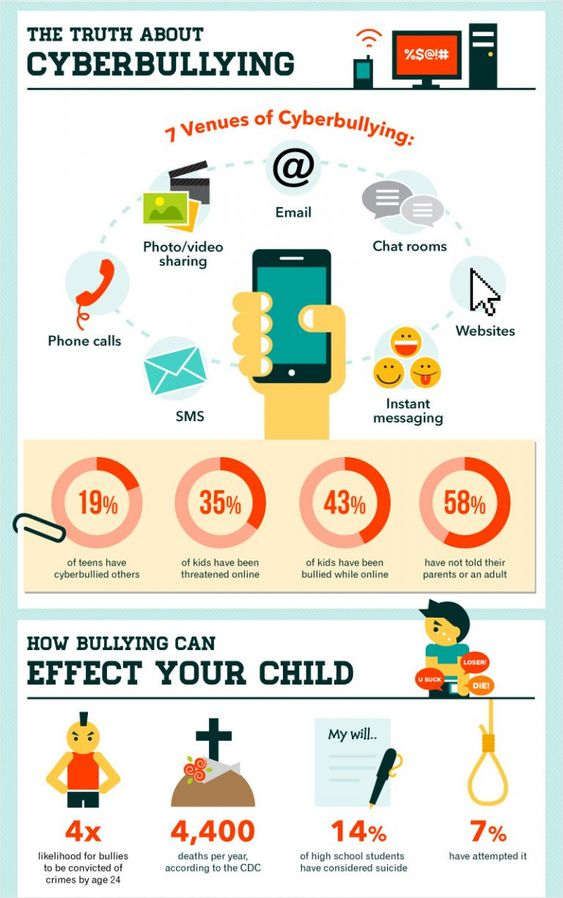 THE TRUTH ABOUT
CYBERBULLYING
%$@!#
7 Venues of Cyberbullying:
@
Email
Photo/video
sharing
Chat rooms
Phone calls
Websites
SMS
Instant
messaging
19%
of teens have
cyberbullied others
35%
of kids have been
threatened online
43%
of kids have been
bullied while online
58%
have not told their
parents or an adult
HOW BULLYING CAN
EFFECT YOUR CHILD
LOSER!
U SUCK
DIE!
My will..
4x
likelihood for bullies
to be convicted of
crimes by age 24
4,400
deaths per year,
according to the CDC
14%
of high school students
have considered suicide
7%
have attempted it